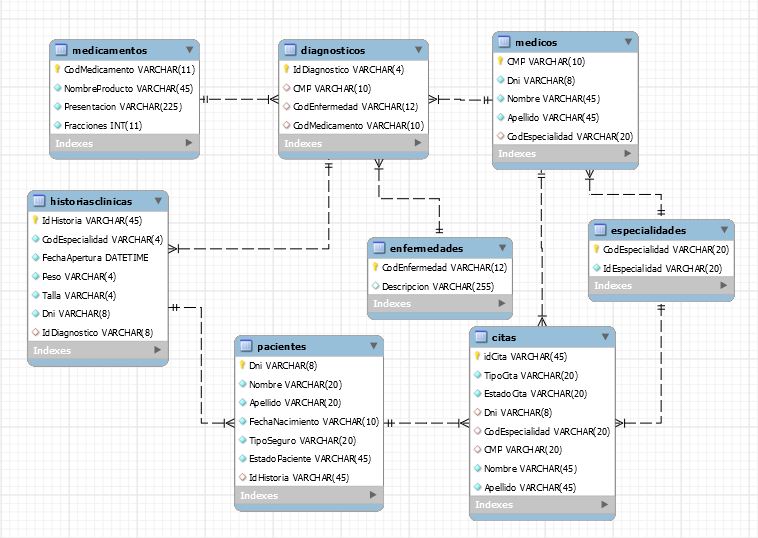 medicamentos
CodMedicamento VARCHAR(11)
NombreProducto VARCHAR(45)
Presentacion VARCHAR(225)
Fracciones INT(11)
Indexes
diagnosticos
IdDiagnostico VARCHAR(4)
CMP VARCHAR(10)
CodEnfermedad VARCHAR(12)
CodMedicamento VARCHAR(10)
Indexes
medicos
CMP VARCHAR(10)
Dni VARCHAR(8)
Nombre VARCHAR(45)
Apellido VARCHAR(45)
CodEspecialidad VARCHAR(20)
Indexes
historiasclinicas
IdHistoria VARCHAR(45)
CodEspecialidad VARCHAR(4)
FechaApertura DATETIME
Peso VARCHAR(4)
Talla VARCHAR(4)
Dni VARCHAR(8)
IdDiagnostico VARCHAR(8)
Indexes
enfermedades
CodEnfermedad VARCHAR(12)
Descripcion VARCHAR(255)
Indexes
especialidades
CodEspecialidad VARCHAR(20)
IdEspecialidad VARCHAR(20)
Indexes
pacientes
Dni VARCHAR(8)
Nombre VARCHAR(20)
Apellido VARCHAR(20)
FechaNacimiento VARCHAR(10)
TipoSeguro VARCHAR(20)
EstadoPaciente VARCHAR(45)
IdHistoria VARCHAR(45)
Indexes
citas
idCita VARCHAR(45)
TipoCita VARCHAR(20)
EstadoCita VARCHAR(20)
Dni VARCHAR(8)
CodEspecialidad VARCHAR(20)
CMP VARCHAR(20)
Nombre VARCHAR(45)
Apellido VARCHAR(45)
Indexes